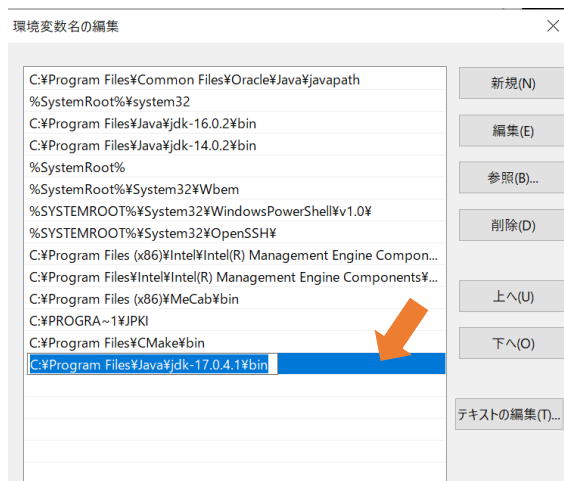 環境変数名の編集
C:¥Program Files¥Common Files¥Oracle¥Java¥javapath
%SystemRoot%¥system32
C:¥Program Files¥Java¥jdk-16.0.2¥bin
C:¥Program Files¥Java¥jdk-14.0.2¥bin
%SystemRoot%
%SystemRoot%¥System32¥Wbem
%SYSTEMROOT%¥System32¥WindowsPowerShell¥v1.0¥
%SYSTEMROOT%¥System32¥OpenSSH¥
C:¥Program Files (x86)¥Intel¥Intel(R) Management Engine Compon...
C:¥Program Files¥Intel¥Intel(R) Management Engine Components¥...
C:¥Program Files (x86)¥MeCab¥bin
C:¥PROGRA~1¥JPKI
C:¥Program Files¥CMake¥bin
C:¥Program Files¥Java¥jdk-17.0.4.1¥bin
新規(N)
編集(E)
参照(B)...
削除(D)
上へ(U)
下へ(O)
テキストの編集(T)...